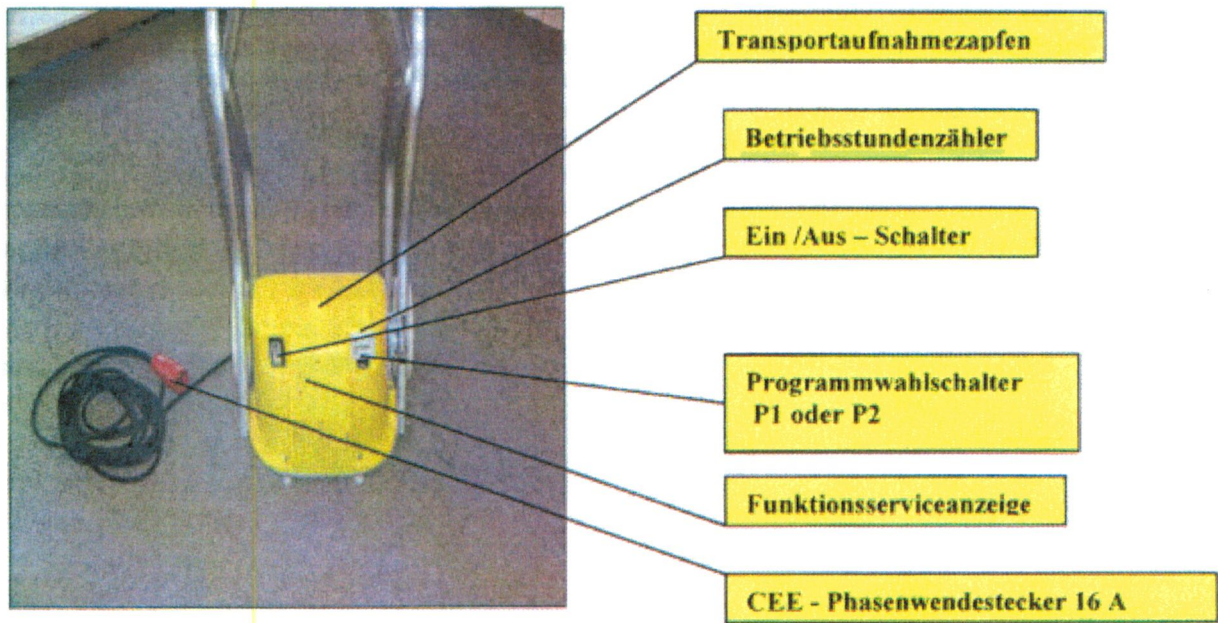 Transportaufnahmezapfen
Betriebsstundenzähler
Ein /Aus – Schalter
Programmwahlschalter
P1 oder P2
Funktionsserviceanzeige
CEE - Phasenwendestecker 16 A